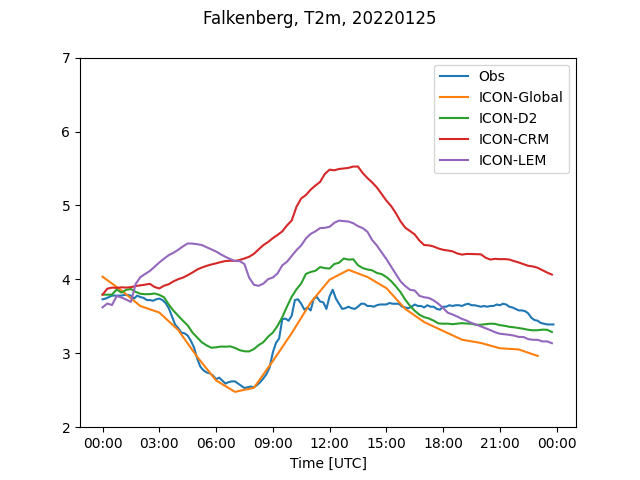 Falkenberg, T2m, 20220125
7
6
5
4
3
2
Obs
ICON-Global
ICON-D2
ICON-CRM
ICON-LEM
00:00 03:00 06:00 09:00 12:00 15:00 18:00 21:00 00:00
Time [UTC]